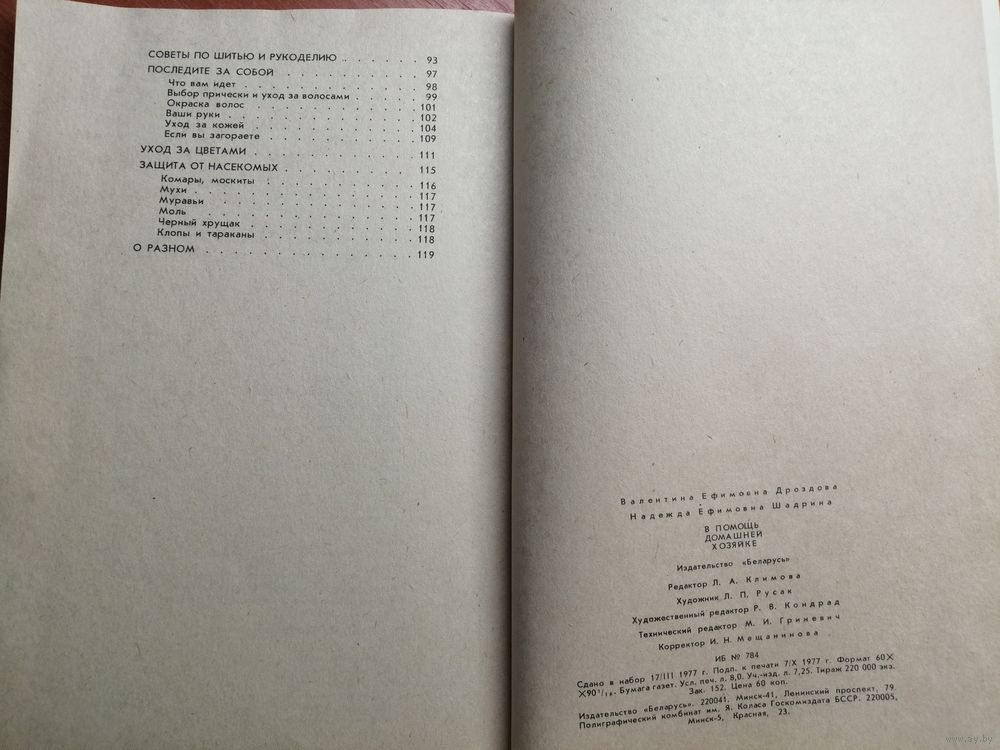 СОВЕТЫ ПО ШИТЬЮ И РУКОДЕЛИЮ . . . . . . . 93
ПОСЛЕДИТЕ ЗА СОБОЙ . . . . . . . . . . 97
Что вам идет . . . . . . . . . . . . 98
Выбор прически и уход за волосами . . . . . 99
Окраска волос . . . . . . . . . . . 101
Ваши руки . . . . . . . . . . . . . 102
Уход за кожей . . . . . . . . . . . 104
Если вы загораете . . . . . . . . . . 109
УХОД ЗА ЦВЕТАМИ . . . . . . . . . . . 111
ЗАЩИТА ОТ НАСЕКОМЫХ . . . . . . . . . 115
Комары, москиты . . . . . . . . . . . 116
Мухи . . . . . . . . . . . . . . . 117
Муравьи . . . . . . . . . . . . . . 117
Моль . . . . . . . . . . . . . . . 117
Черный хрущак . . . . . . . . . . . . 118
Клопы и тараканы . . . . . . . . . . . 118
О РАЗНОМ . . . . . . . . . . . . . . 119
Валентина Ефимовна Дроздова
Надежда Ефимовна Шадрина
В ПОМОЩЬ
ДОМАШНЕЙ
ХОЗЯЙКЕ
Издательство «Беларусь»
Редактор Л. А. Климова
Художник Л. П. Русак
Художественный редактор Р. В. Кондрад
Технический редактор М. И. Гриневич
Корректор И. Н. Мещанинова
ИБ № 784
Сдано в набор 17/III 1977 г. Подп. к печати 7/X 1977 г. Формат 60×
×90¹/₁₆. Бумага газет. Усл. печ. л. 8,0. Уч.-изд. л. 7,25. Тираж 220 000 экз.
Зак. 152. Цена 60 коп.
Издательство «Беларусь». 220041, Минск-41, Ленинский проспект, 79.
Полиграфический комбинат им. Я. Коласа Госкомиздата БССР. 220005,
Минск-5, Красная, 23.
www.ay.by